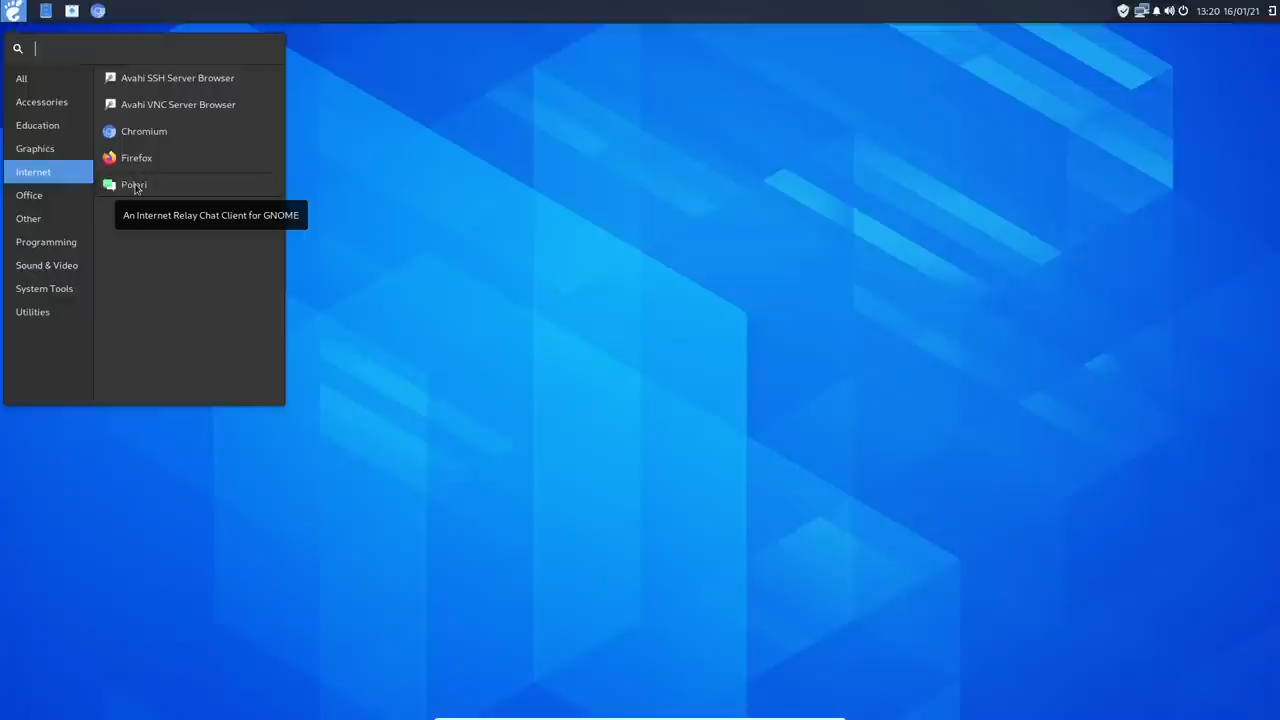 13:20 16/01/21
All
Accessories
Education
Graphics
Internet
Office
Other
Programming
Sound & Video
System Tools
Utilities
Avahi SSH Server Browser
Avahi VNC Server Browser
Chromium
Firefox
Polari
An Internet Relay Chat Client for GNOME